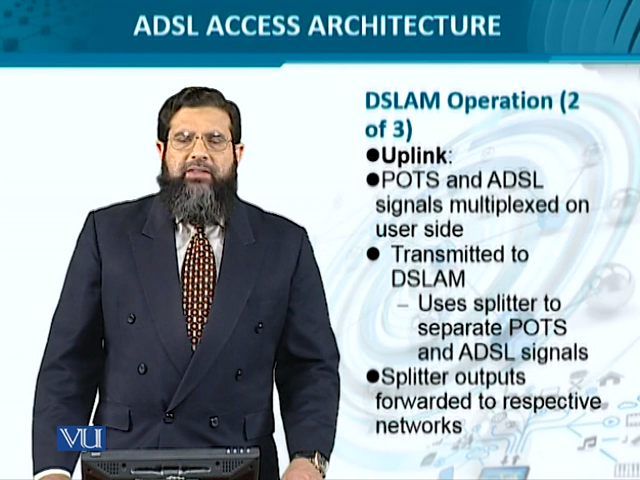 ADSL ACCESS ARCHITECTURE
DSLAM Operation (2
of 3)
●Uplink:
●POTS and ADSL
signals multiplexed on
user side
● Transmitted to
DSLAM
– Uses splitter to
separate POTS
and ADSL signals
●Splitter outputs
forwarded to respective
networks
VU